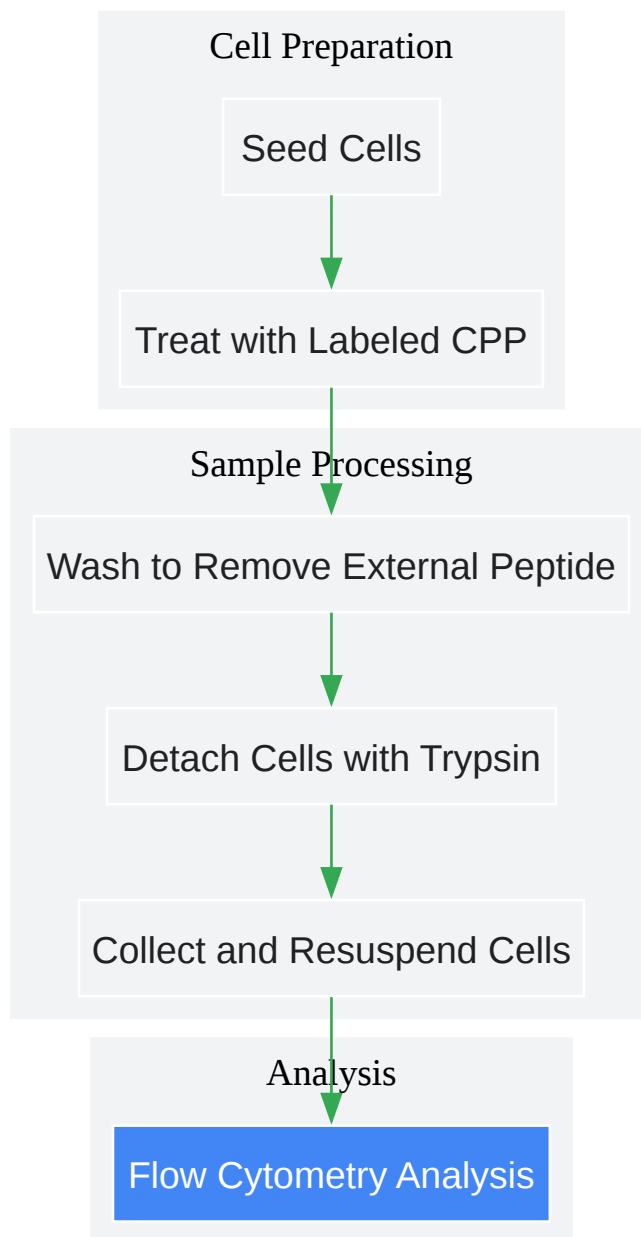 Cell Preparation
Seed Cells
Treat with Labeled CPP
Sample Processing
Wash to Remove External Peptide
Detach Cells with Trypsin
Collect and Resuspend Cells
Analysis
Flow Cytometry Analysis